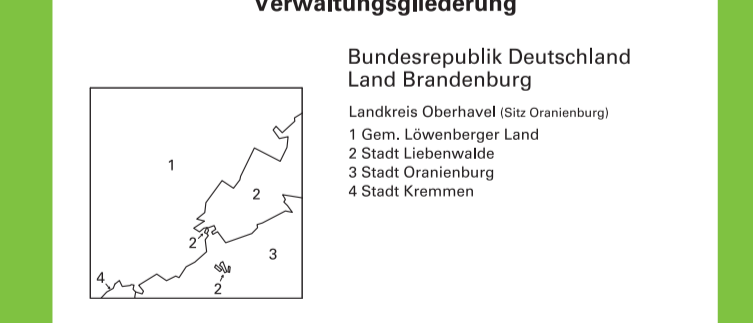 Verwaltungsgliederung
Bundesrepublik Deutschland
Land Brandenburg
Landkreis Oberhavel (Sitz Oranienburg)
1 Gem. Löwenberger Land
2 Stadt Liebenwalde
3 Stadt Oranienburg
4 Stadt Kremmen
1
2
2
3
4
2